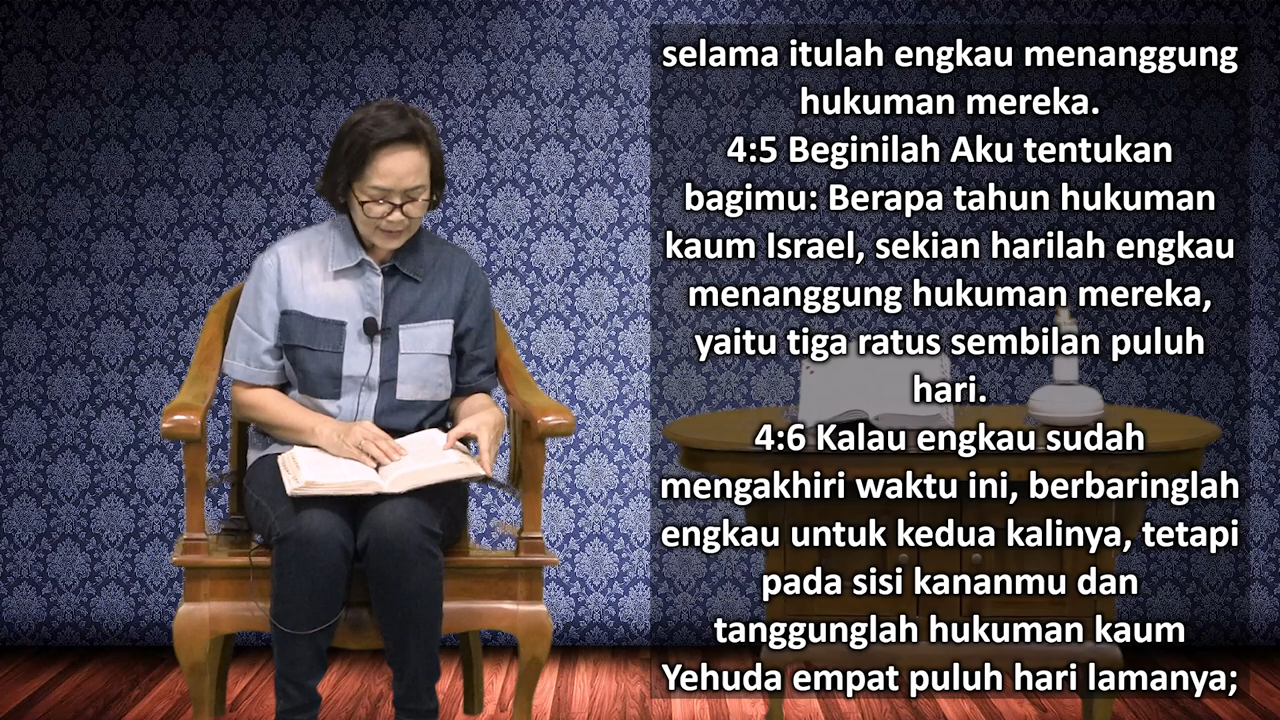 selama itulah engkau menanggung
hukuman mereka.
4:5 Beginilah Aku tentukan
bagimu: Berapa tahun hukuman
kaum Israel, sekian harilah engkau
menanggung hukuman mereka,
yaitu tiga ratus sembilan puluh
hari.
4:6 Kalau engkau sudah
mengakhiri waktu ini, berbaringlah
engkau untuk kedua kalinya, tetapi
pada sisi kananmu dan
tanggunglah hukuman kaum
Yehuda empat puluh hari lamanya;